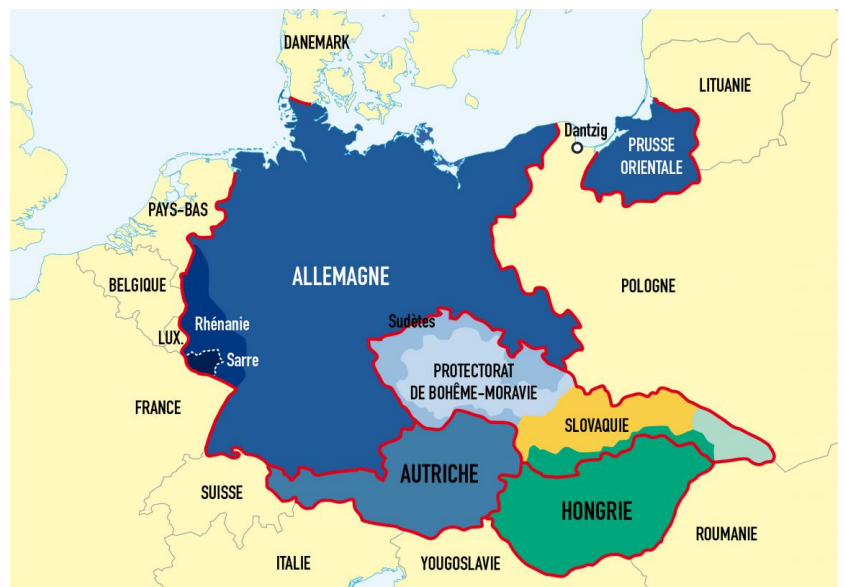 DANEMARK
LITUANIE
Dantzig
PRUSSE
ORIENTALE
PAYS-BAS
ALLEMAGNE
BELGIQUE
POLOGNE
Rhénanie
Sudètes
LUX.
Sarre
PROTECTORAT
DE BOHÊME-MORAVIE
FRANCE
SLOVAQUIE
AUTRICHE
SUISSE
HONGRIE
ROUMANIE
ITALIE
YOUGOSLAVIE